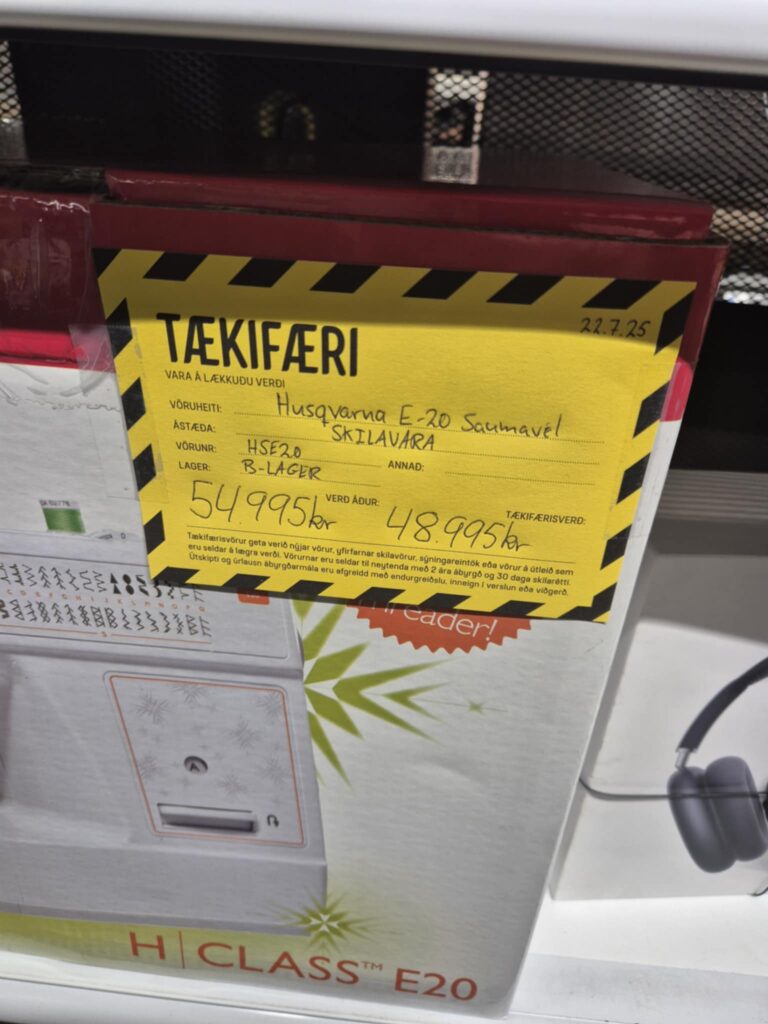 22.7.25
TÆKIFÆRI
VARA Á LÆKKUÐU VERÐI
VÖRUHEITI: Husqvarna E-20 Saumavél
ÁSTÆÐA: SKILAVARA
VÖRUNR: HSE20 ANNAÐ:
LAGER: B-LAGER
VERÐ ÁÐUR: TÆKIFÆRISVERÐ:
54.995kr 48.995kr
Tækifærisvörur geta verið nýjar vörur, yfirfarnar skilavörur, sýningareintök eða vörur á útleið sem
eru seldar á lægra verði. Vörurnar eru seldar til neytenda með 2 ára ábyrgð og 30 daga skilarétti.
Útskipti og úrlausn ábyrgðarmála eru afgreidd með endurgreiðslu, inneign í verslun eða viðgerð.
Threader!
A
H|CLASS™ E20